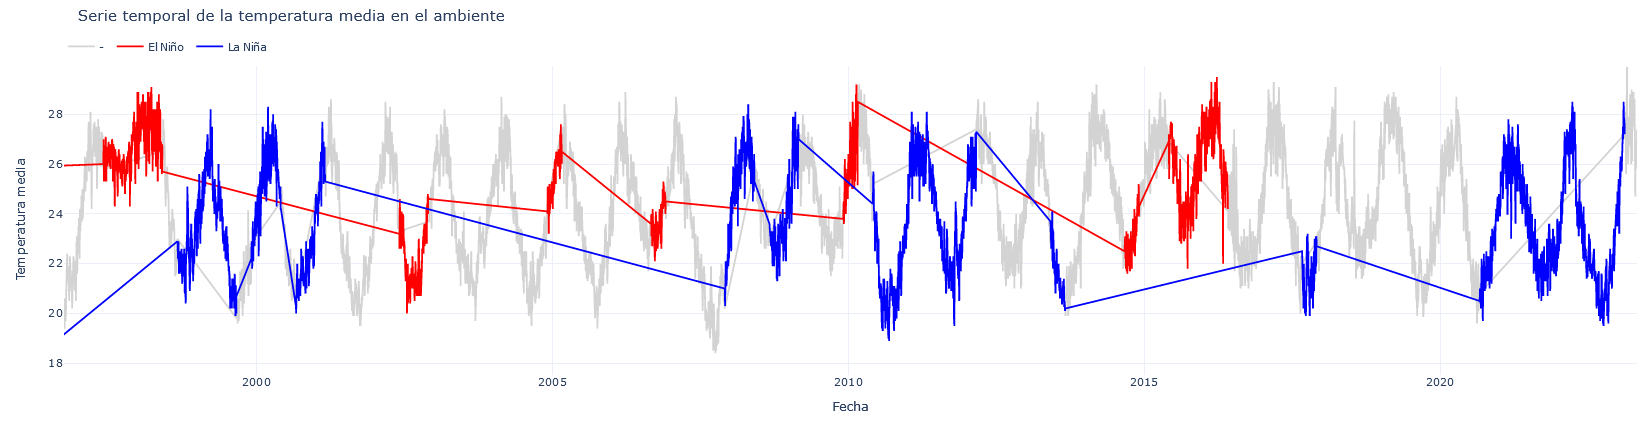 Serie temporal de la temperatura media en el ambiente
- El Niño La Niña
Temperatura media
28
26
24
22
20
18
2000 2005 2010 2015 2020
Fecha